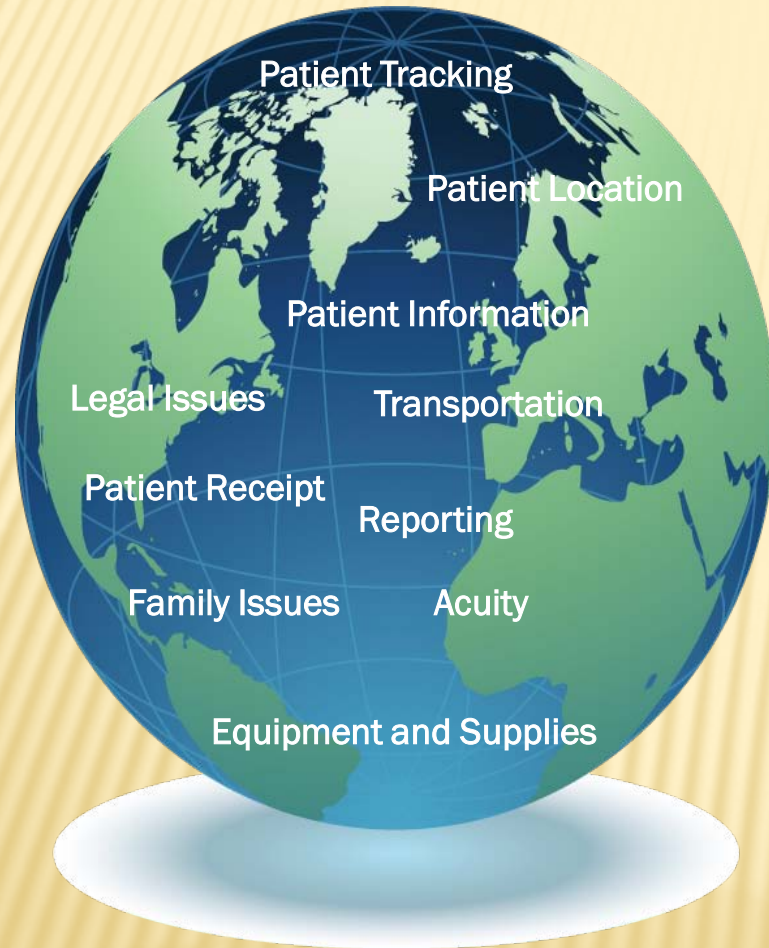 Patient Tracking
Patient Location
Patient Information
Legal Issues
Transportation
Patient Receipt
Reporting
Family Issues
Acuity
Equipment and Supplies